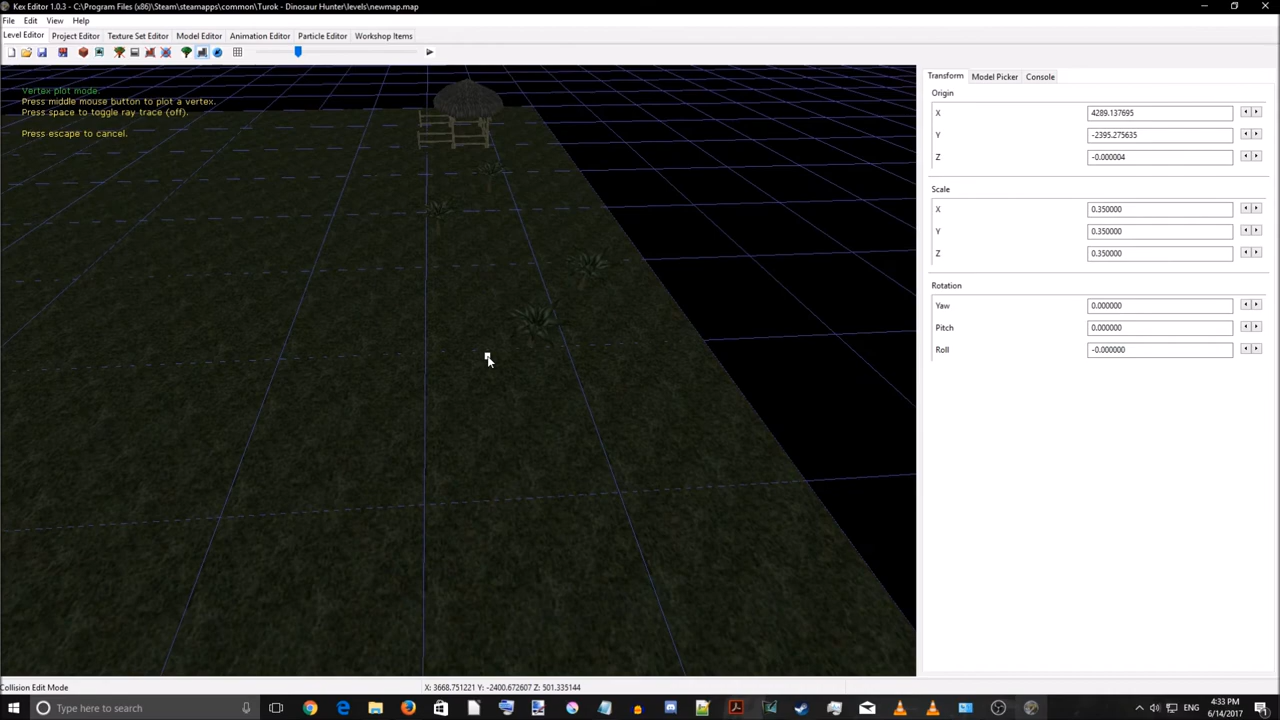 Kex Editor 1.0.3 - C:\Program Files (x86)\Steam\steamapps\common\Turok - Dinosaur Hunter\levels\newmap.map
File Edit View Help
Level Editor Project Editor Texture Set Editor Model Editor Animation Editor Particle Editor Workshop Items
Vertex plot mode:
Press middle mouse button to plot a vertex.
Press space to toggle ray trace (off).
Press escape to cancel.
Transform Model Picker Console
Origin
X 4289.137695
Y -2395.275635
Z -0.000004
Scale
X 0.350000
Y 0.350000
Z 0.350000
Rotation
Yaw 0.000000
Pitch 0.000000
Roll -0.000000
Collision Edit Mode X: 3668.751221 Y: -2400.672607 Z: 501.335144
Type here to search
ENG
4:33 PM
6/14/2017